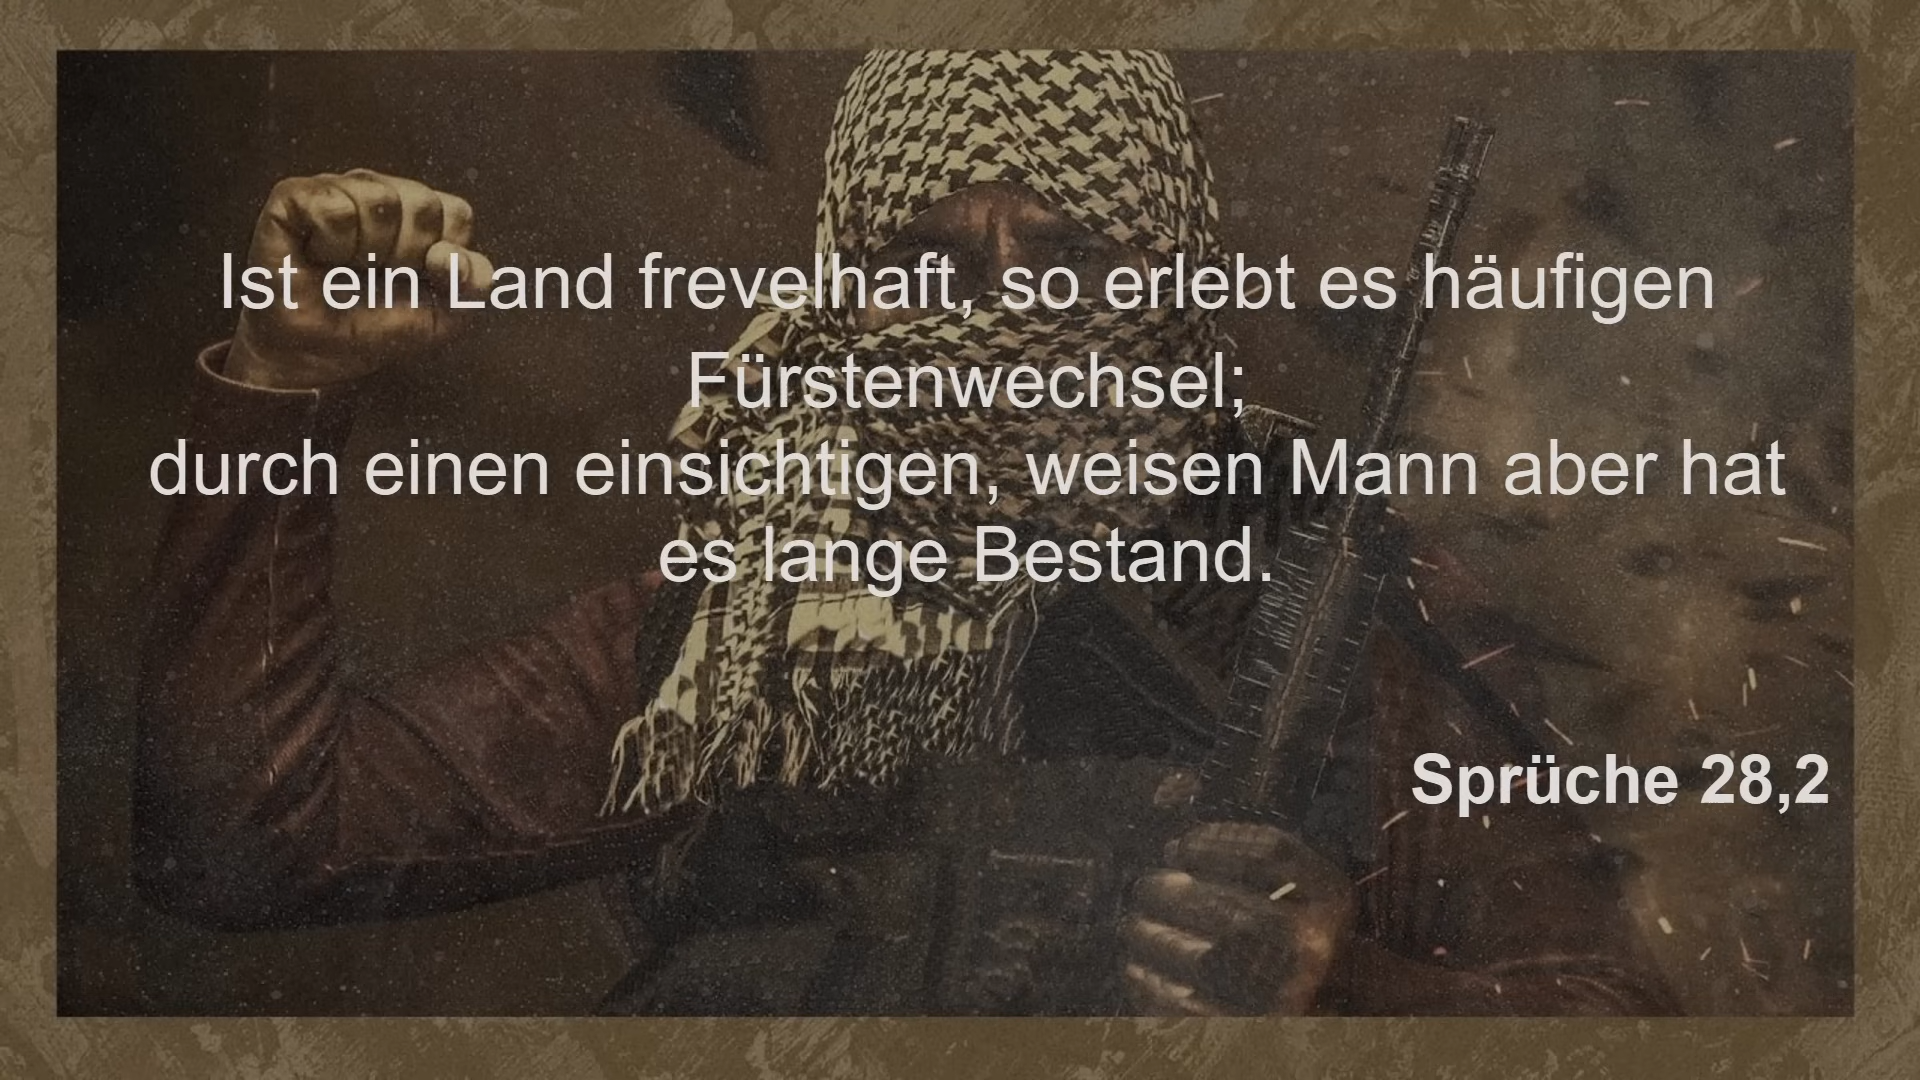 Ist ein Land frevelhaft, so erlebt es häufigen
Fürstenwechsel;
durch einen einsichtigen, weisen Mann aber hat
es lange Bestand.
Sprüche 28,2